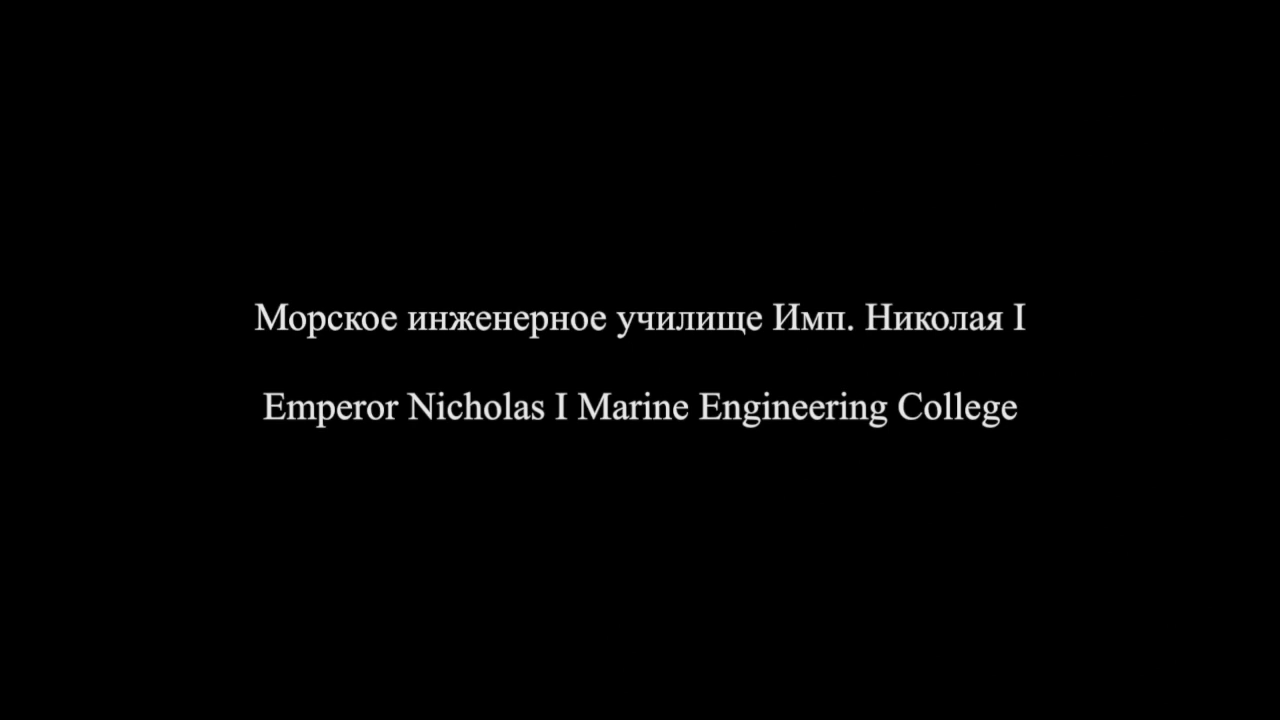 Морское инженерное училище Имп. Николая I
Emperor Nicholas I Marine Engineering College